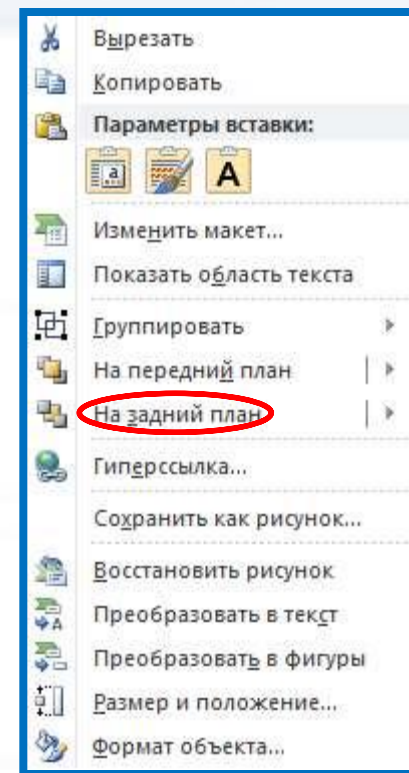 Вырезать
Копировать
Параметры вставки:
a A
Изменить макет...
Показать область текста
Группировать
На передний план
На задний план
Гиперссылка...
Сохранить как рисунок...
Восстановить рисунок
Преобразовать в текст
Преобразовать в фигуры
Размер и положение...
Формат объекта...